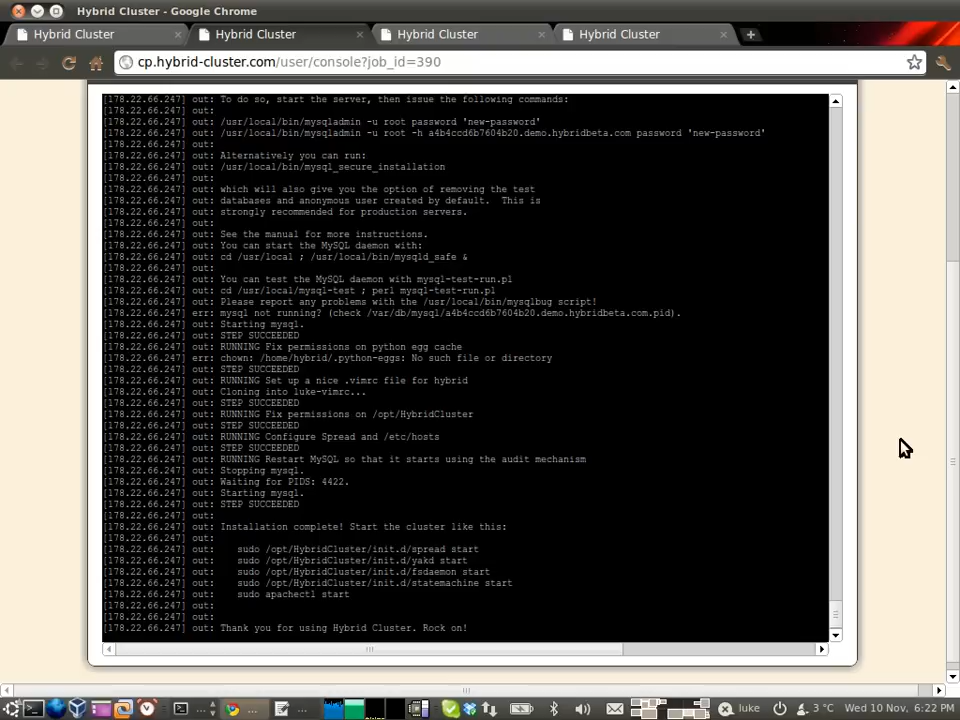 Hybrid Cluster - Google Chrome
Hybrid Cluster
Hybrid Cluster
Hybrid Cluster
Hybrid Cluster
cp.hybrid-cluster.com/user/console?job_id=390
[178.22.66.247] out: To do so, start the server, then issue the following commands:
[178.22.66.247] out:
[178.22.66.247] out: /usr/local/bin/mysqladmin -u root password 'new-password'
[178.22.66.247] out: /usr/local/bin/mysqladmin -u root -h a4b4ccd6b7604b20.demo.hybridbeta.com password 'new-password'
[178.22.66.247] out:
[178.22.66.247] out: Alternatively you can run:
[178.22.66.247] out: /usr/local/bin/mysql_secure_installation
[178.22.66.247] out:
[178.22.66.247] out: which will also give you the option of removing the test
[178.22.66.247] out: databases and anonymous user created by default.  This is
[178.22.66.247] out: strongly recommended for production servers.
[178.22.66.247] out:
[178.22.66.247] out: See the manual for more instructions.
[178.22.66.247] out: You can start the MySQL daemon with:
[178.22.66.247] out: cd /usr/local ; /usr/local/bin/mysqld_safe &
[178.22.66.247] out:
[178.22.66.247] out: You can test the MySQL daemon with mysql-test-run.pl
[178.22.66.247] out: cd /usr/local/mysql-test ; perl mysql-test-run.pl
[178.22.66.247] out: Please report any problems with the /usr/local/bin/mysqlbug script!
[178.22.66.247] err: mysql not running? (check /var/db/mysql/a4b4ccd6b7604b20.demo.hybridbeta.com.pid).
[178.22.66.247] out: Starting mysql.
[178.22.66.247] out: STEP SUCCEEDED
[178.22.66.247] out: RUNNING Fix permissions on python egg cache
[178.22.66.247] err: chown: /home/hybrid/.python-eggs: No such file or directory
[178.22.66.247] out: STEP SUCCEEDED
[178.22.66.247] out: RUNNING Set up a nice .vimrc file for hybrid
[178.22.66.247] out: Cloning into luke-vimrc...
[178.22.66.247] out: STEP SUCCEEDED
[178.22.66.247] out: RUNNING Fix permissions on /opt/HybridCluster
[178.22.66.247] out: STEP SUCCEEDED
[178.22.66.247] out: RUNNING Configure Spread and /etc/hosts
[178.22.66.247] out: STEP SUCCEEDED
[178.22.66.247] out: RUNNING Restart MySQL so that it starts using the audit mechanism
[178.22.66.247] out: Stopping mysql.
[178.22.66.247] out: Waiting for PIDS: 4422.
[178.22.66.247] out: Starting mysql.
[178.22.66.247] out: STEP SUCCEEDED
[178.22.66.247] out:
[178.22.66.247] out: Installation complete! Start the cluster like this:
[178.22.66.247] out:
[178.22.66.247] out:    sudo /opt/HybridCluster/init.d/spread start
[178.22.66.247] out:    sudo /opt/HybridCluster/init.d/yakd start
[178.22.66.247] out:    sudo /opt/HybridCluster/init.d/fsdaemon start
[178.22.66.247] out:    sudo /opt/HybridCluster/init.d/statemachine start
[178.22.66.247] out:    sudo apachectl start
[178.22.66.247] out:
[178.22.66.247] out:
[178.22.66.247] out: Thank you for using Hybrid Cluster. Rock on!
luke
3 °C
Wed 10 Nov, 6:22 PM